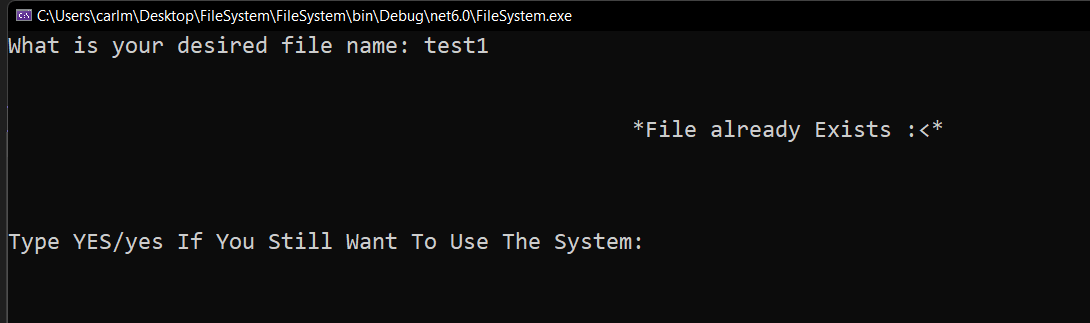 C:\Users\carlm\Desktop\FileSystem\FileSystem\bin\Debug\net6.0\FileSystem.exe
What is your desired file name: test1
*File already Exists :<*
Type YES/yes If You Still Want To Use The System: